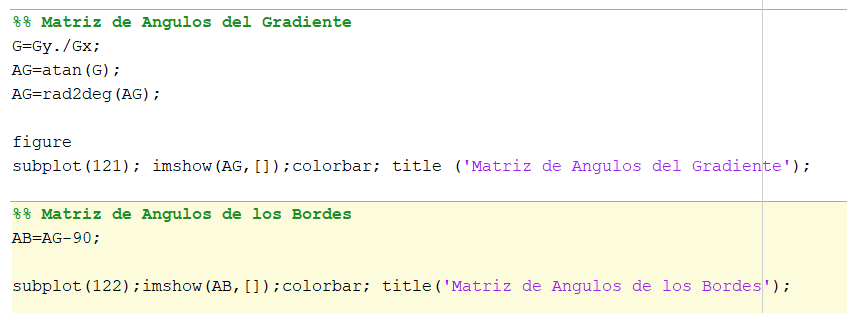 %% Matriz de Angulos del Gradiente
G=Gy./Gx;
AG=atan(G);
AG=rad2deg(AG);
figure
subplot(121); imshow(AG,[]);colorbar; title ('Matriz de Angulos del Gradiente');
%% Matriz de Angulos de los Bordes
AB=AG-90;
subplot(122);imshow(AB,[]);colorbar; title('Matriz de Angulos de los Bordes');